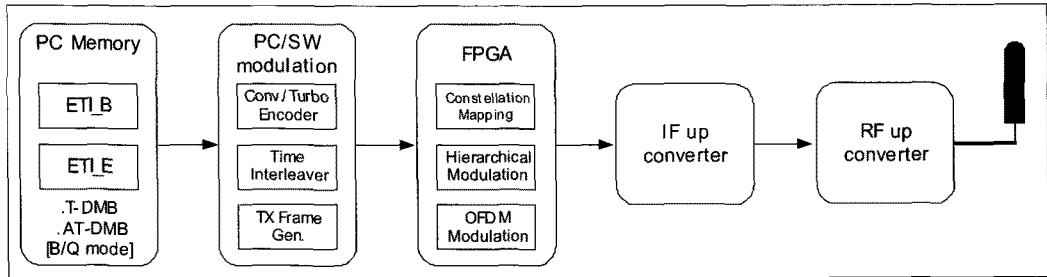 PC Memory
ETI_B
ETI_E
.T-DMB
.AT-DMB
[B/Q mode]
PC/SW
modulation
Conv/Turbo
Encoder
Time
Interleaver
TX Frame
Gen.
FPGA
Constellation
Mapping
Hierarchical
Modulation
OFDM
Modulation
IF up
converter
RF up
converter